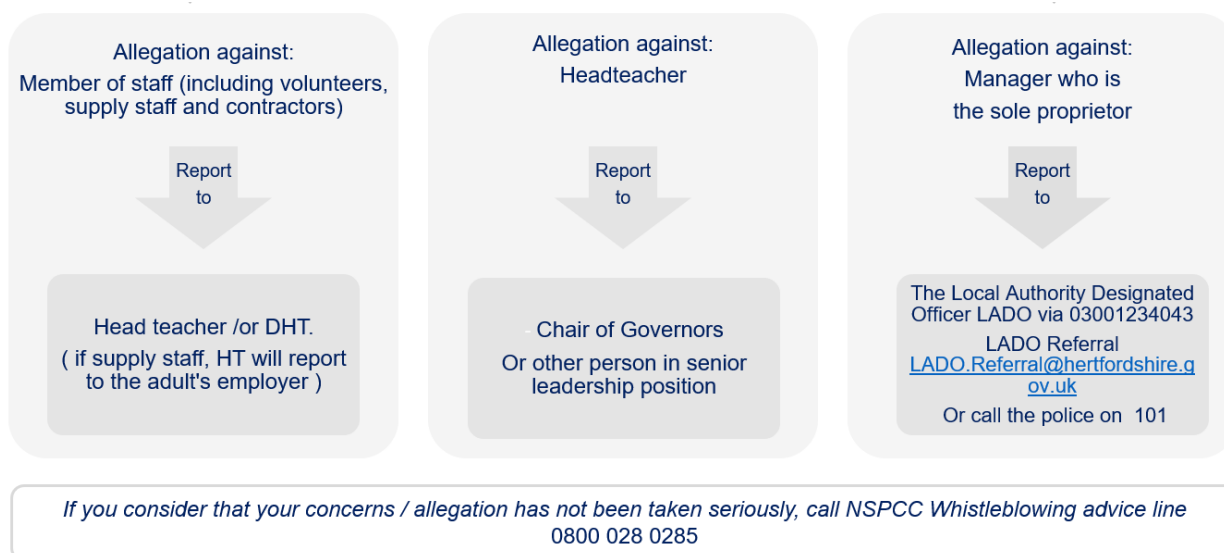 Allegation against:
Member of staff (including volunteers,
supply staff and contractors)
Report
to
Head teacher /or DHT.
( if supply staff, HT will report
to the adult's employer )
Allegation against:
Headteacher
Report
to
- Chair of Governors
Or other person in senior
leadership position
Allegation against:
Manager who is
the sole proprietor
Report
to
The Local Authority Designated
Officer LADO via 03001234043
LADO Referral
LADO.Referral@hertfordshire.g
ov.uk
Or call the police on 101
If you consider that your concerns / allegation has not been taken seriously, call NSPCC Whistleblowing advice line
0800 028 0285